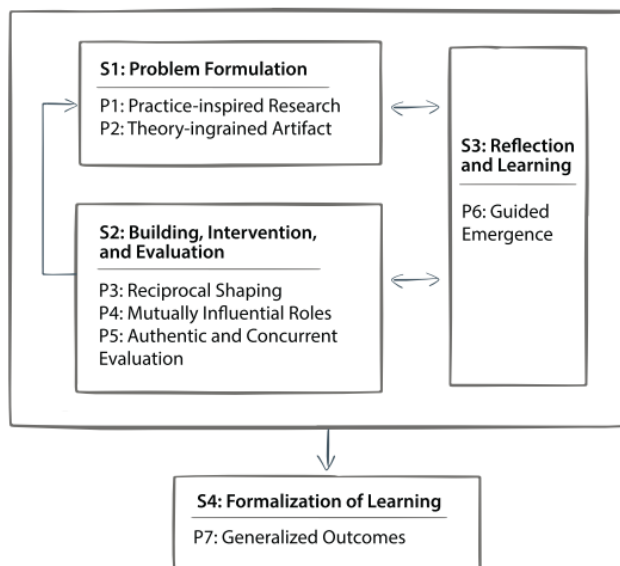 S1: Problem Formulation
P1: Practice-inspired Research
P2: Theory-ingrained Artifact
S2: Building, Intervention,
and Evaluation
P3: Reciprocal Shaping
P4: Mutually Influential Roles
P5: Authentic and Concurrent
Evaluation
S3: Reflection
and Learning
P6: Guided
Emergence
S4: Formalization of Learning
P7: Generalized Outcomes